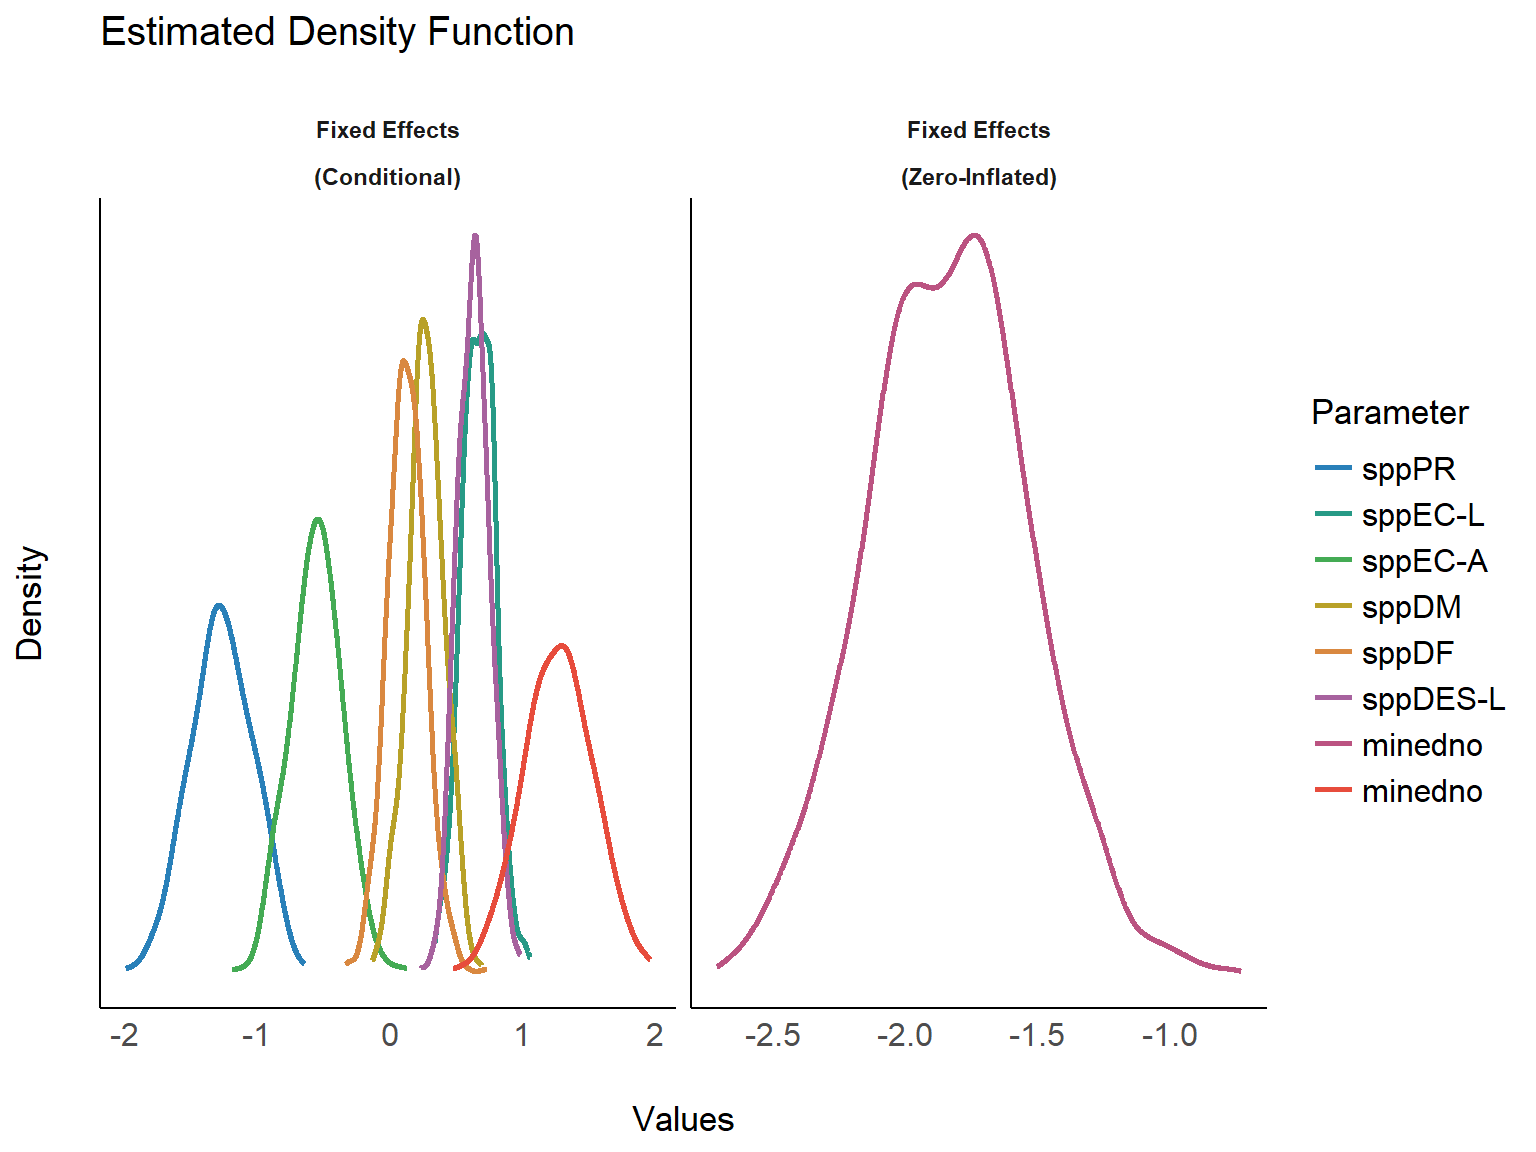 Estimated Density Function
Fixed Effects
(Conditional)
Fixed Effects
(Zero-Inflated)
Density
-2
-1
0
1
2
-2.5
-2.0
-1.5
-1.0
Values
Parameter
sppPR
sppEC-L
sppEC-A
sppDM
sppDF
sppDES-L
minedno
minedno